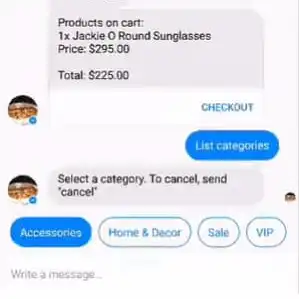 Products on cart:
1x Jackie O Round Sunglasses
Price: $295.00
Total: $225.00
CHECKOUT
List categories
Select a category. To cancel, send
"cancel"
Accessories Home & Decor Sale VIP
Write a message...